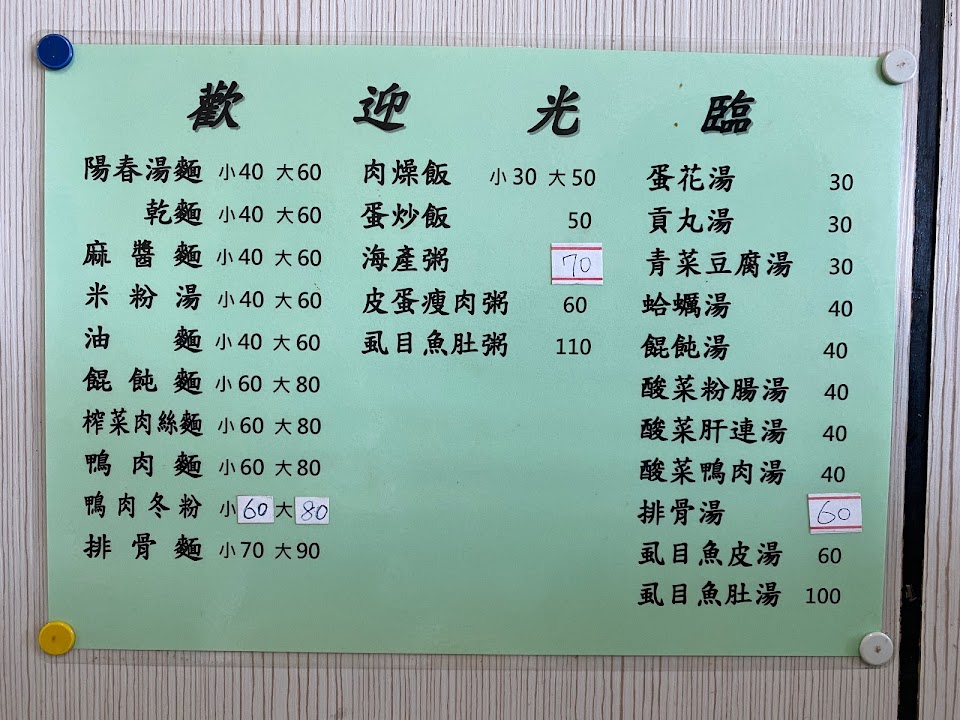 歡迎光臨
陽春湯麵 小40 大60
乾麵 小40 大60
麻醬麵 小40 大60
米粉湯 小40 大60
油麵 小40 大60
餛飩麵 小60 大80
榨菜肉絲麵 小60 大80
鴨肉麵 小60 大80
鴨肉冬粉 小60 大80
排骨麵 小70 大90
肉燥飯 小30 大50
蛋炒飯 50
海產粥 70
皮蛋瘦肉粥 60
虱目魚肚粥 110
蛋花湯 30
貢丸湯 30
青菜豆腐湯 30
蛤蠣湯 40
餛飩湯 40
酸菜粉腸湯 40
酸菜肝連湯 40
酸菜鴨肉湯 40
排骨湯 60
虱目魚皮湯 60
虱目魚肚湯 100